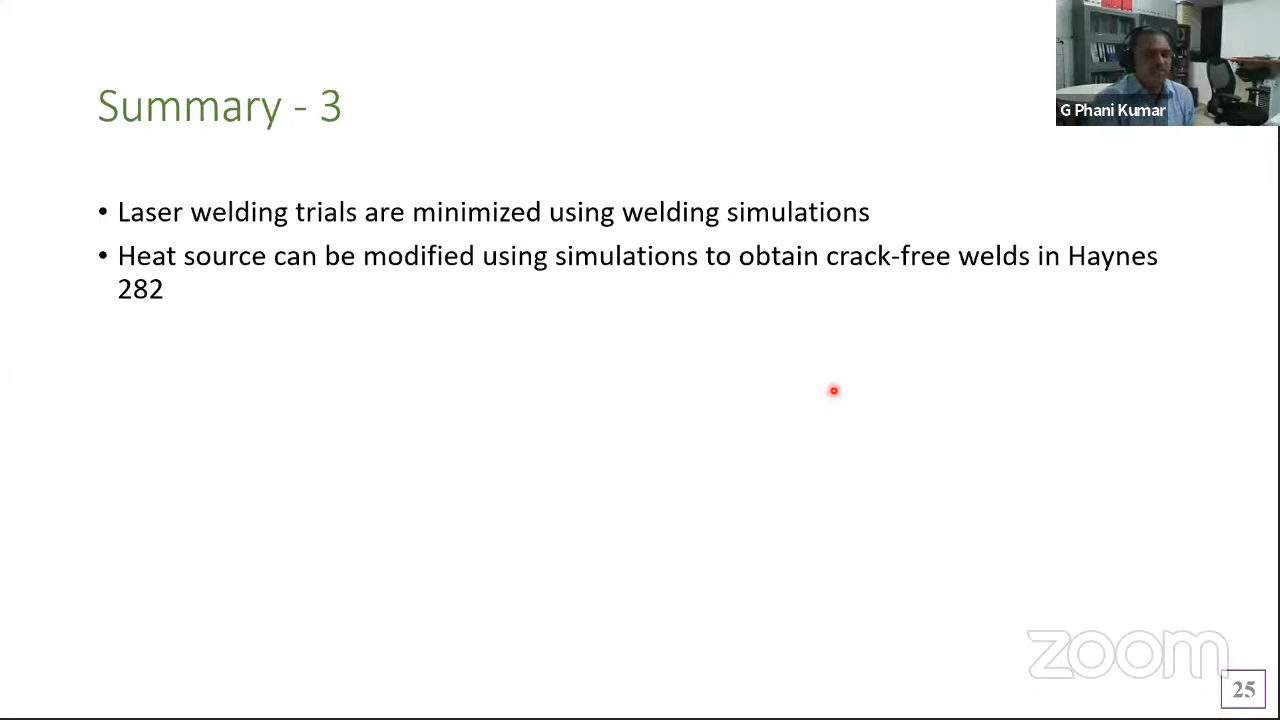 G Phani Kumar
Summary - 3
• Laser welding trials are minimized using welding simulations
• Heat source can be modified using simulations to obtain crack-free welds in Haynes
282
zoom
25